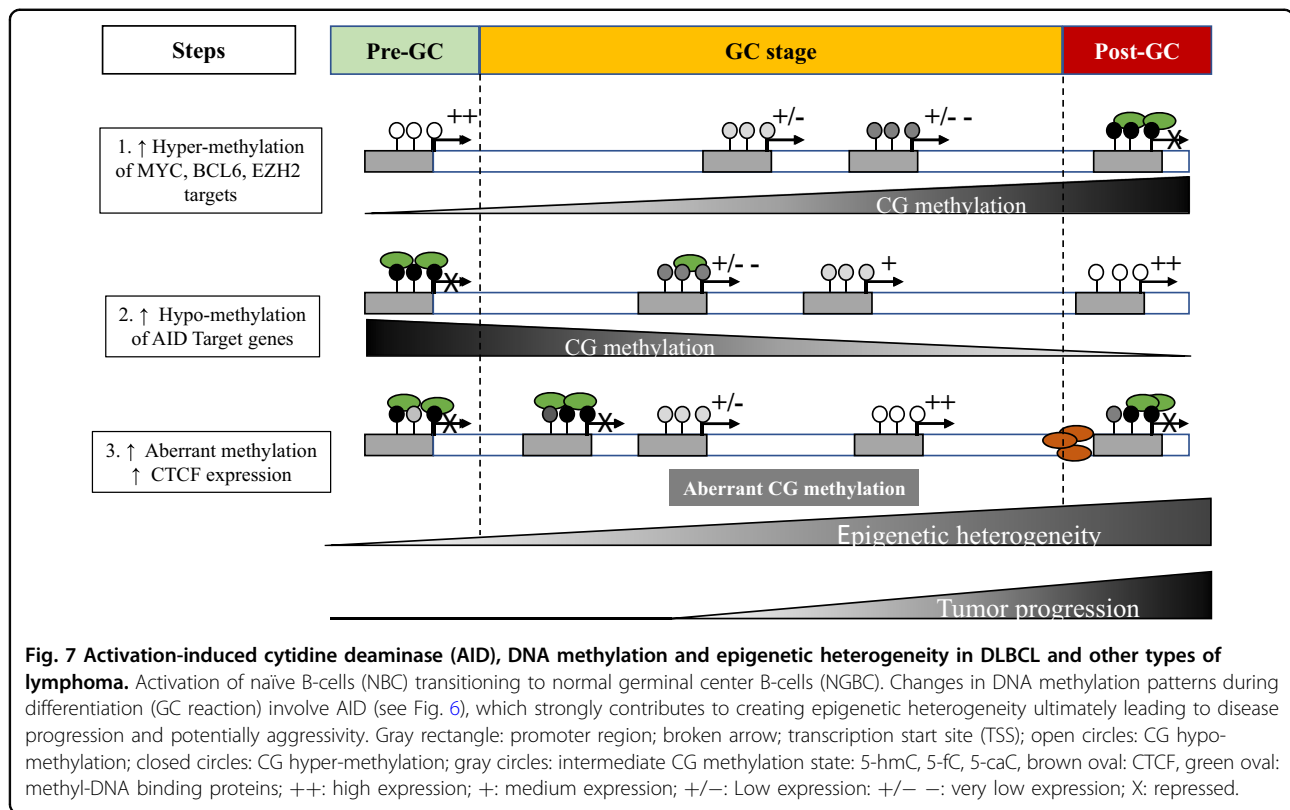 Steps
Pre-GC
GC stage
Post-GC
1. ↑ Hyper-methylation
of MYC, BCL6, EZH2
targets
++
+/-
+/- -
X
CG methylation
2. ↑ Hypo-methylation
of AID Target genes
X
+/- -
+
++
CG methylation
3. ↑ Aberrant methylation
↑ CTCF expression
X
X
+/-
++
X
Aberrant CG methylation
Epigenetic heterogeneity
Tumor progression
Fig. 7 Activation-induced cytidine deaminase (AID), DNA methylation and epigenetic heterogeneity in DLBCL and other types of
lymphoma. Activation of naïve B-cells (NBC) transitioning to normal germinal center B-cells (NGBC). Changes in DNA methylation patterns during
differentiation (GC reaction) involve AID (see Fig. 6), which strongly contributes to creating epigenetic heterogeneity ultimately leading to disease
progression and potentially aggressivity. Gray rectangle: promoter region; broken arrow; transcription start site (TSS); open circles: CG hypo-
methylation; closed circles: CG hyper-methylation; gray circles: intermediate CG methylation state: 5-hmC, 5-fC, 5-caC, brown oval: CTCF, green oval:
methyl-DNA binding proteins; ++: high expression; +: medium expression; +/−: Low expression: +/− −: very low expression; X: repressed.